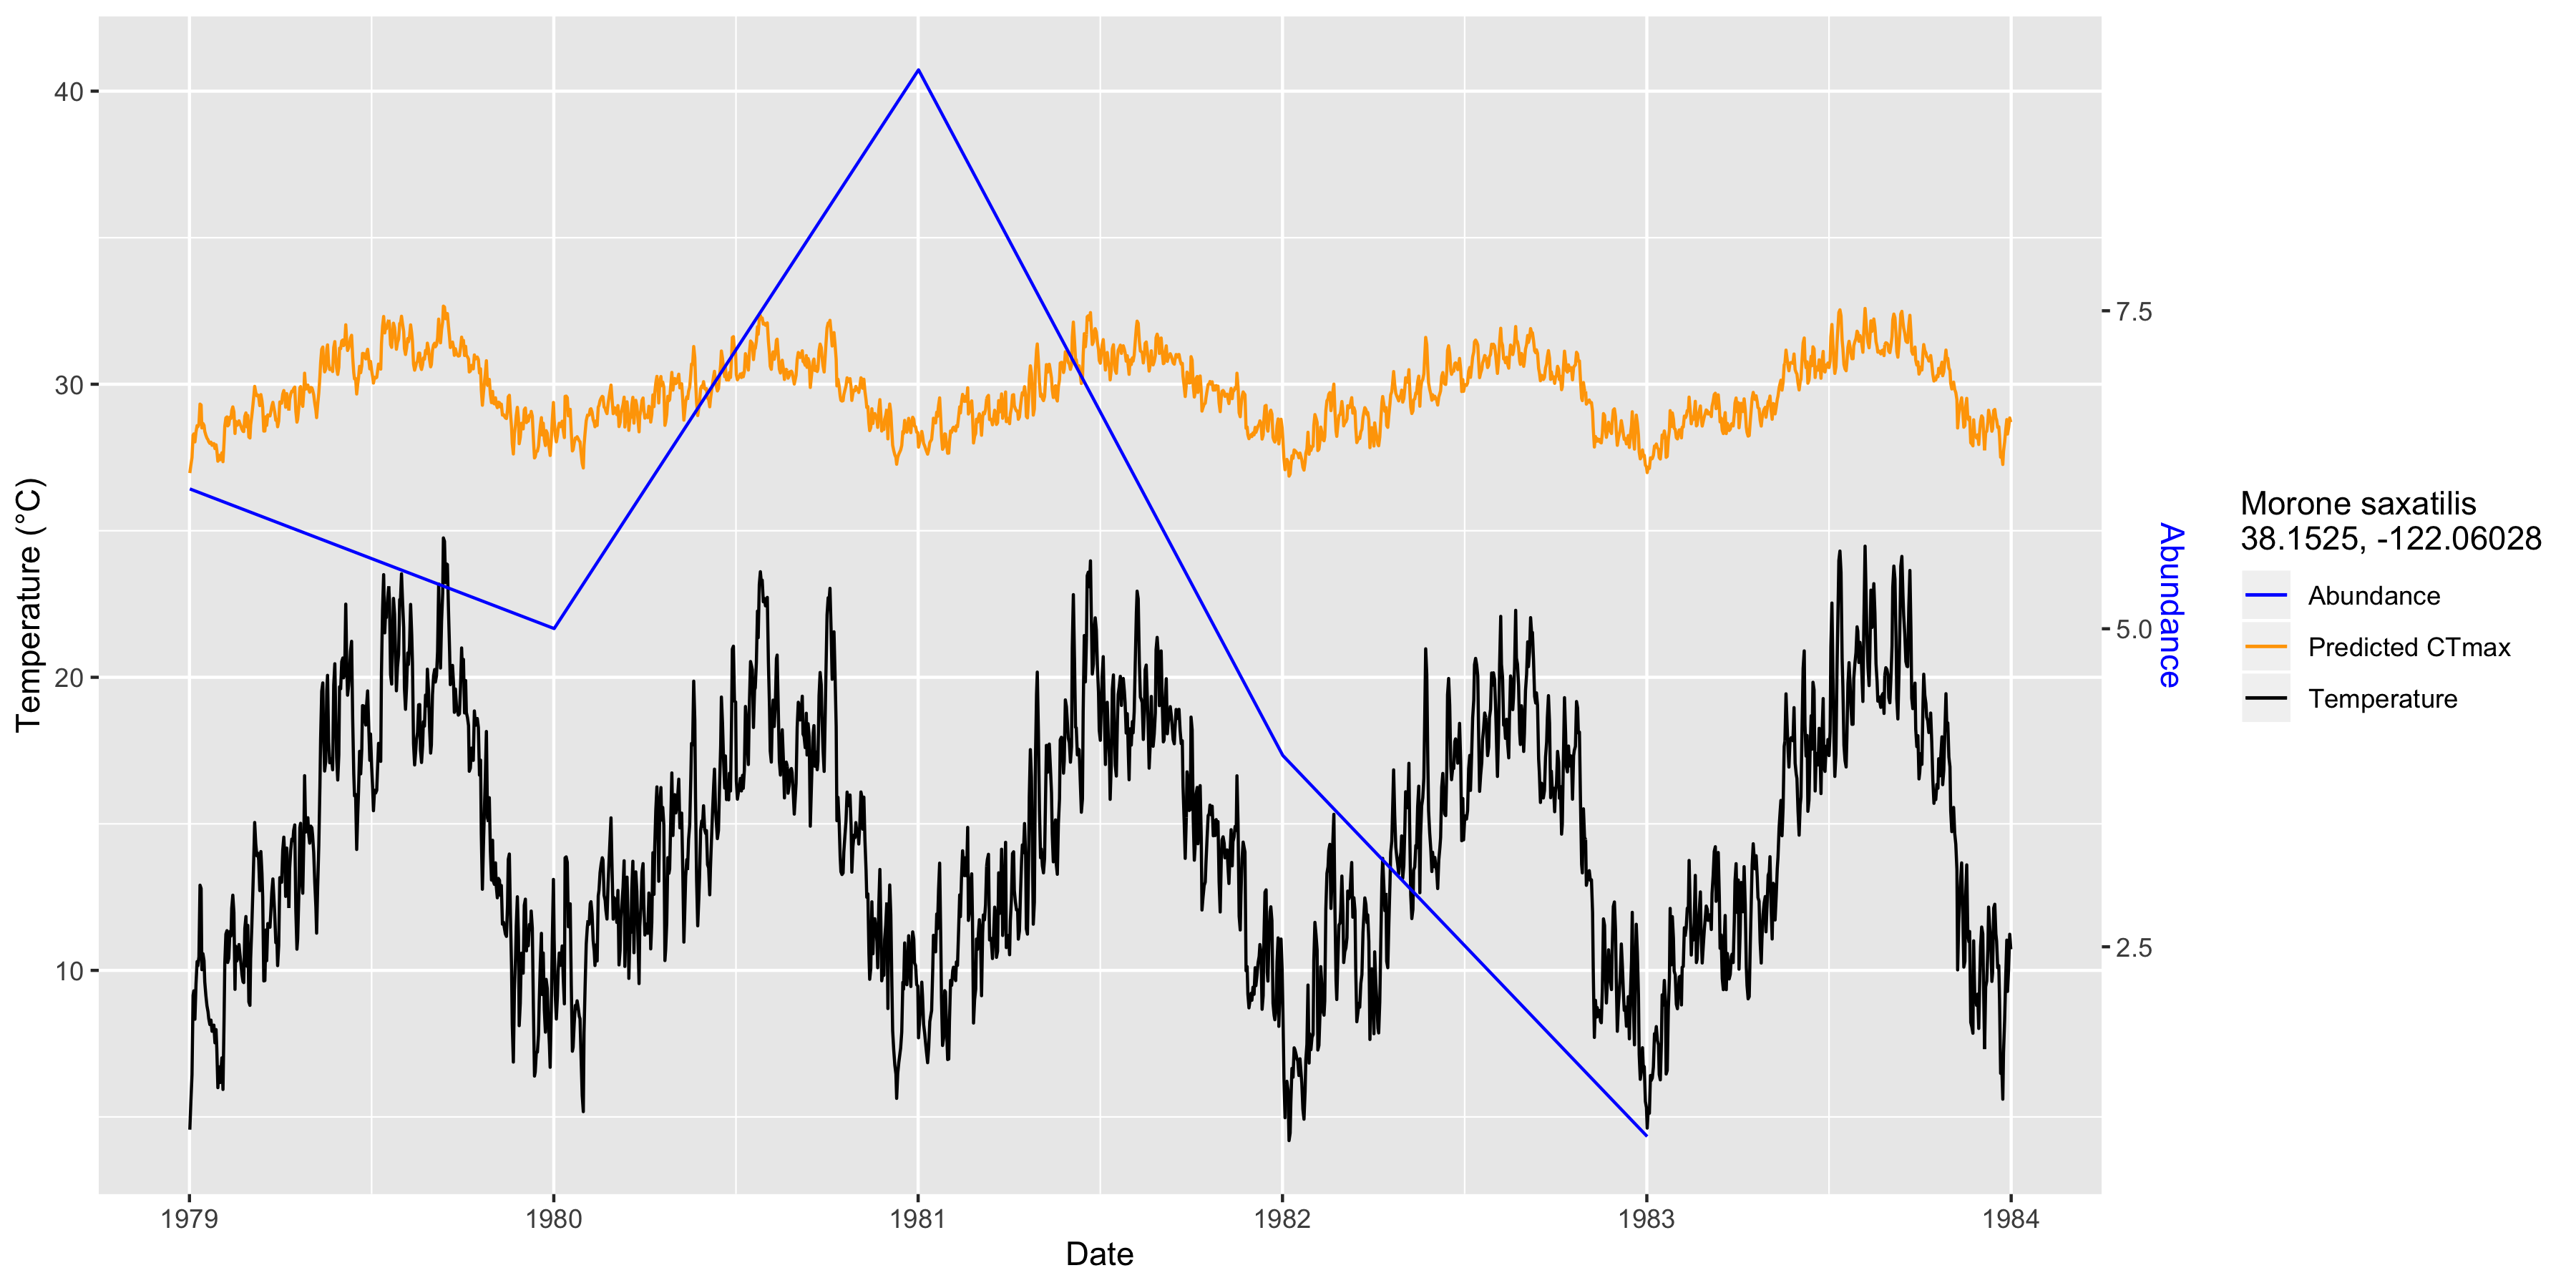 40
30
20
10
Temperature (°C)
1979
1980
1981
1982
1983
1984
Date
7.5
5.0
2.5
Abundance
Morone saxatilis
38.1525, -122.06028
Abundance
Predicted CTmax
Temperature